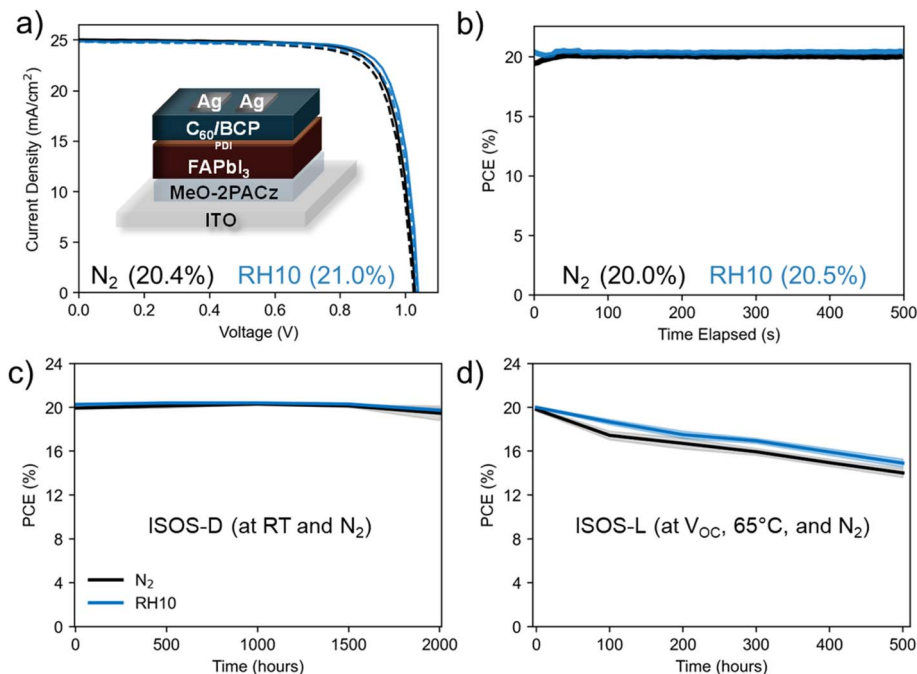 a)
Current Density (mA/cm²)
25
20
15
10
5
0
Ag Ag
C₆₀/BCP
PDI
FAPbI₃
MeO-2PACz
ITO
N₂ (20.4%) RH10 (21.0%)
0.0 0.2 0.4 0.6 0.8 1.0
Voltage (V)
b)
PCE (%)
25
20
15
10
5
0
N₂ (20.0%) RH10 (20.5%)
0 100 200 300 400 500
Time Elapsed (s)
c)
PCE (%)
24
20
16
12
8
4
0
ISOS-D (at RT and N₂)
N₂
RH10
0 500 1000 1500 2000
Time (hours)
d)
PCE (%)
24
20
16
12
8
4
0
ISOS-L (at V_OC, 65°C, and N₂)
0 100 200 300 400 500
Time (hours)